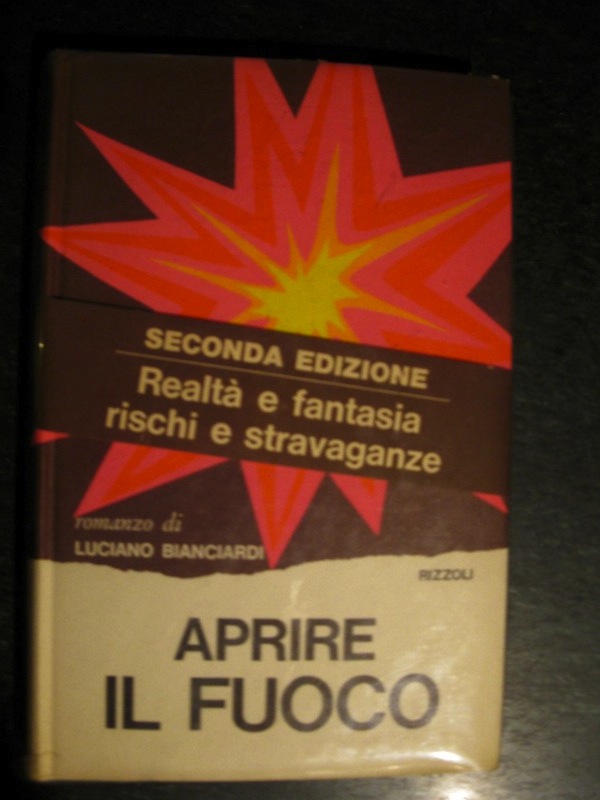 SECONDA EDIZIONE
Realtà e fantasia
rischi e stravaganze
romanzo di
LUCIANO BIANCIARDI
RIZZOLI
APRIRE
IL FUOCO